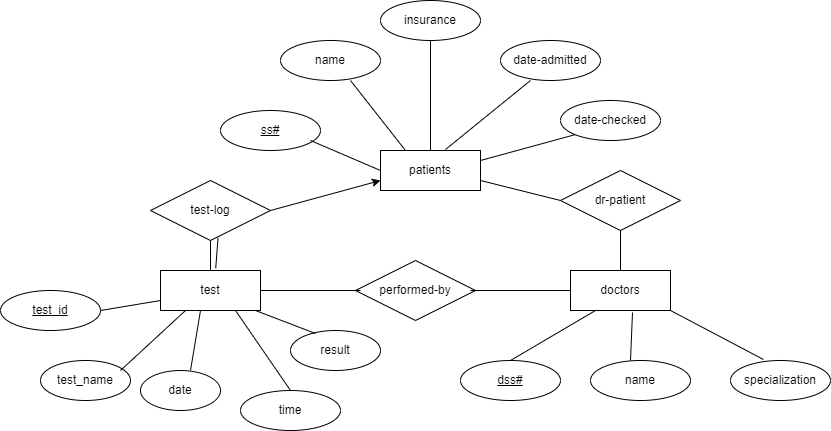 insurance
name
date-admitted
date-checked
ss#
patients
test-log
dr-patient
test
performed-by
doctors
test_id
result
test_name
date
time
dss#
name
specialization